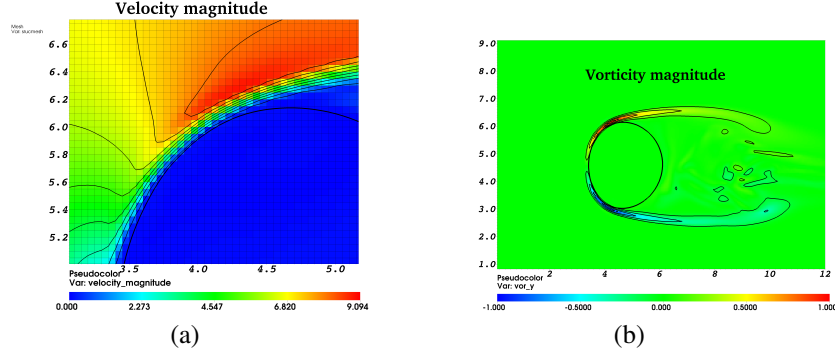 Velocity magnitude
Mesh
Var: sucmesh
6.6
6.4
6.2
6.0
5.8
5.6
5.4
5.2
3.5 4.0 4.5 5.0
Pseudocolor
Var: velocity_magnitude
0.000 2.273 4.547 6.820 9.094
(a)
9.0
8.0
7.0
6.0
5.0
4.0
3.0
2.0
1.0
Vorticity magnitude
2 4 6 8 10 12
Pseudocolor
Var: vor_y
-1.000 -0.5000 0.000 0.5000 1.000
(b)